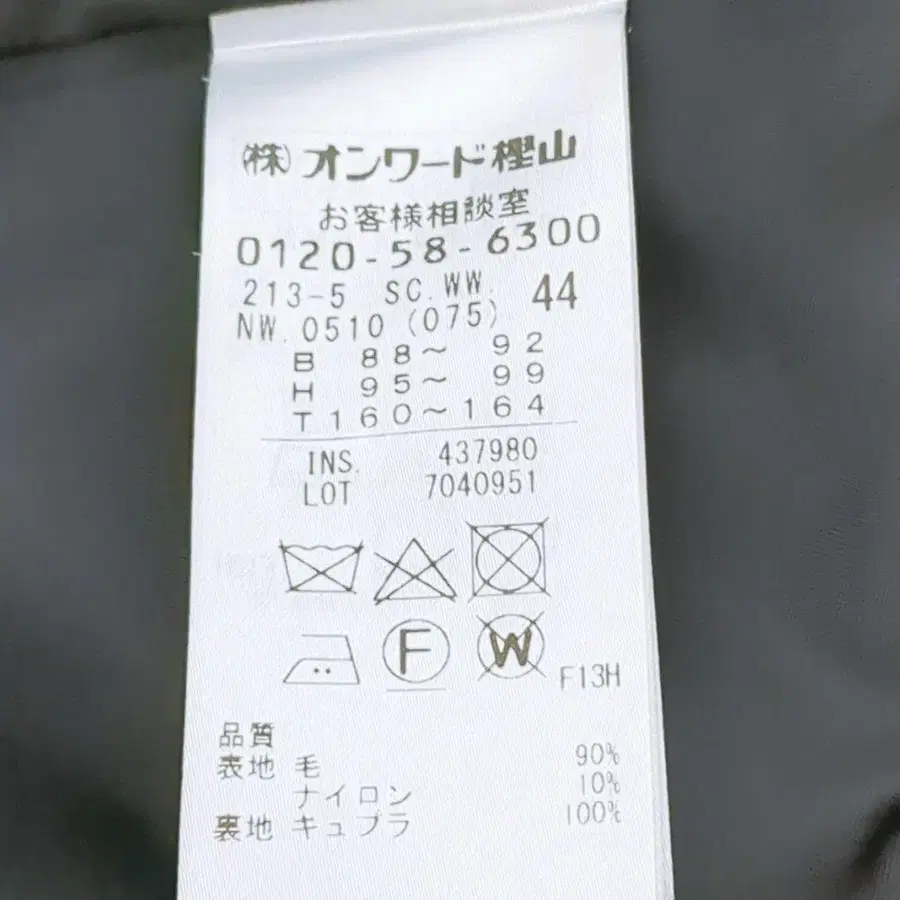 (株)オンワード樫山
お客様相談室
0120-58-6300
213-5 SC.WW. 44
NW. 0510 (075)
B 88~ 92
H 95~ 99
T160~164
INS. 437980
LOT 7040951
F
W
F13H
品質
表地 毛 90%
ナイロン 10%
裏地 キュプラ 100%